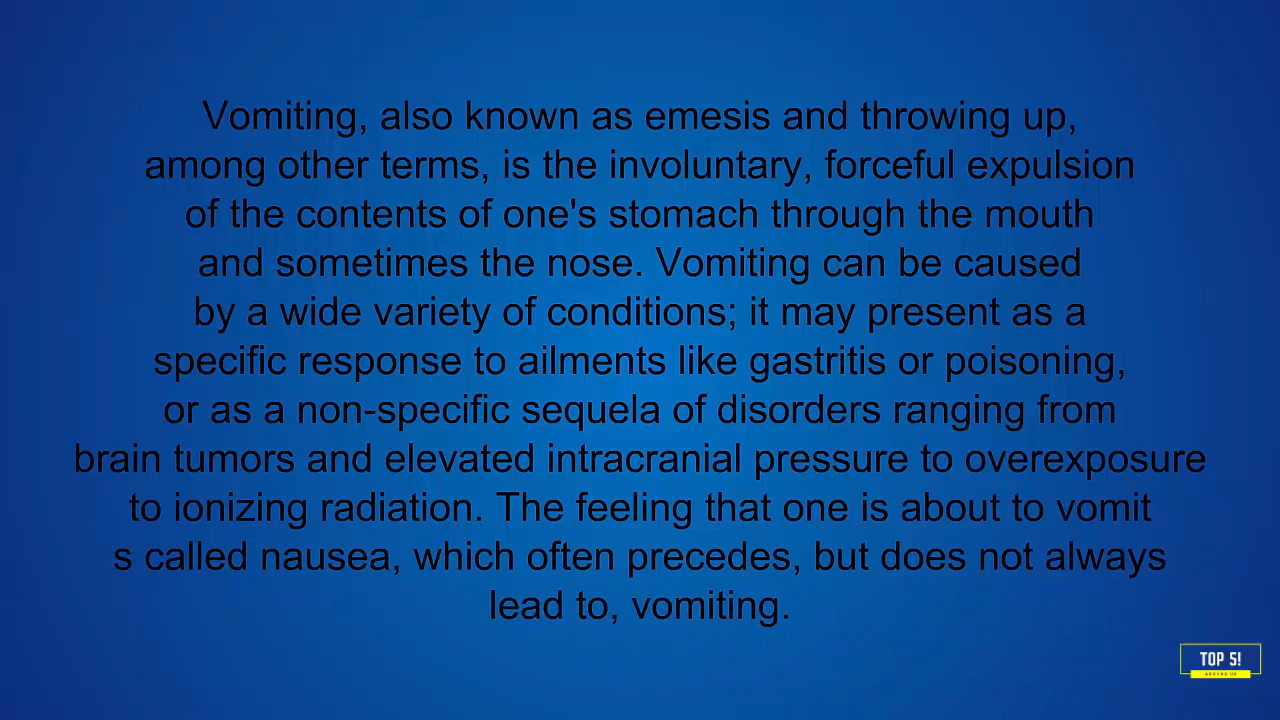 Vomiting, also known as emesis and throwing up,
among other terms, is the involuntary, forceful expulsion
of the contents of one's stomach through the mouth
and sometimes the nose. Vomiting can be caused
by a wide variety of conditions; it may present as a
specific response to ailments like gastritis or poisoning,
or as a non-specific sequela of disorders ranging from
brain tumors and elevated intracranial pressure to overexposure
to ionizing radiation. The feeling that one is about to vomit
s called nausea, which often precedes, but does not always
lead to, vomiting.
TOP 5!